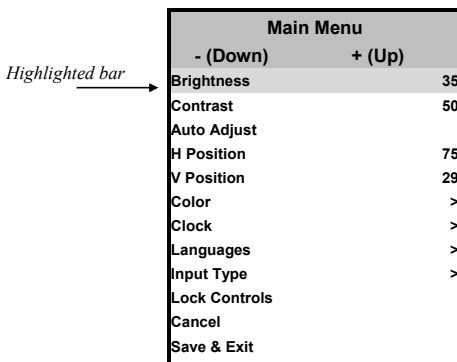 Main Menu
- (Down) + (Up)
Highlighted bar
Brightness 35
Contrast 50
Auto Adjust
H Position 75
V Position 29
Color >
Clock >
Languages >
Input Type >
Lock Controls
Cancel
Save & Exit